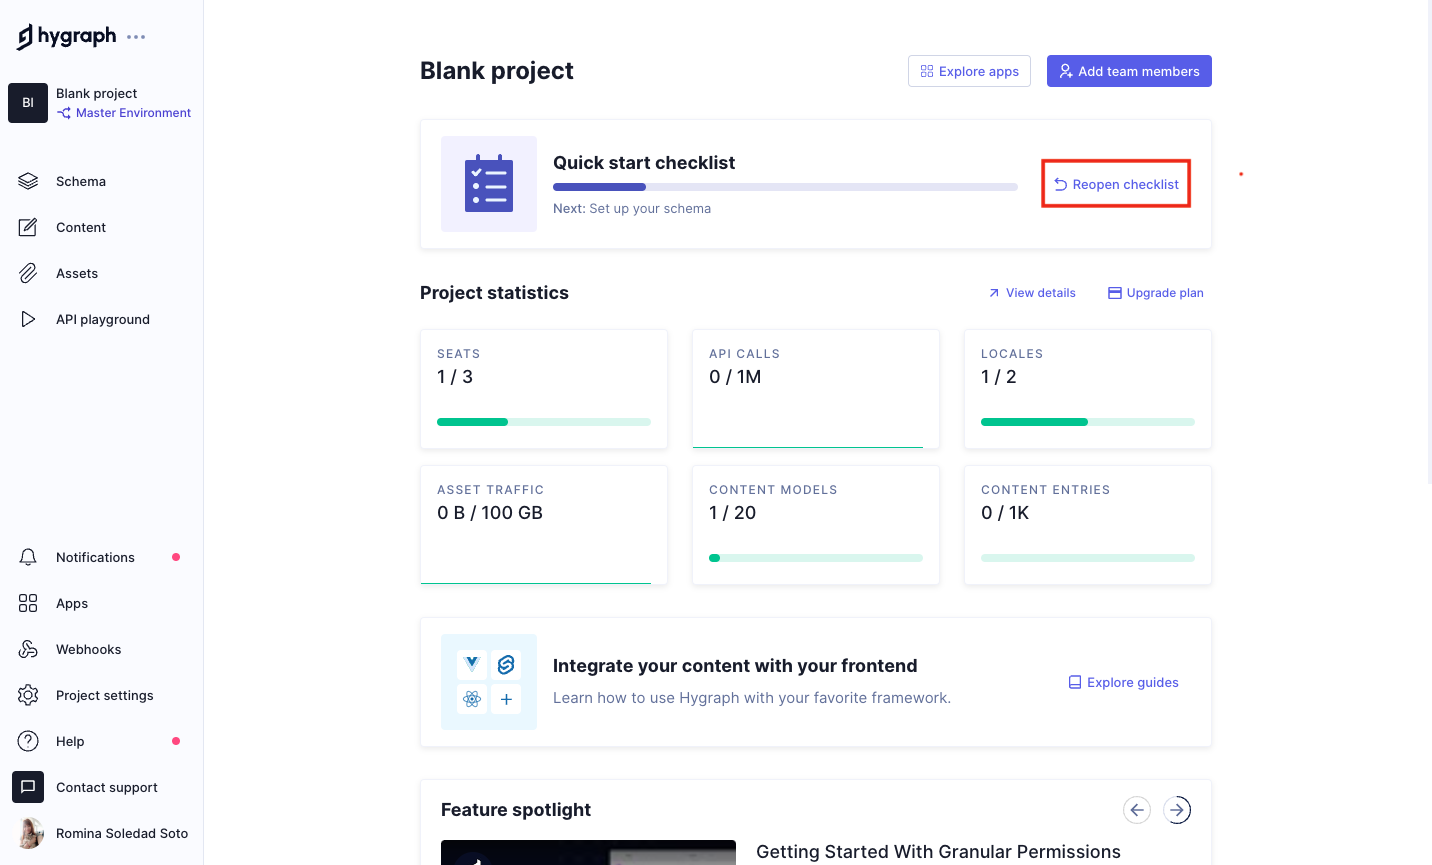 hygraph
BI
Blank project
Master Environment
Schema
Content
Assets
API playground
Notifications
Apps
Webhooks
Project settings
Help
Contact support
Romina Soledad Soto
Blank project
Explore apps
Add team members
Quick start checklist
Next: Set up your schema
Reopen checklist
Project statistics
View details
Upgrade plan
SEATS
1 / 3
API CALLS
0 / 1M
LOCALES
1 / 2
ASSET TRAFFIC
0 B / 100 GB
CONTENT MODELS
1 / 20
CONTENT ENTRIES
0 / 1K
Integrate your content with your frontend
Learn how to use Hygraph with your favorite framework.
Explore guides
Feature spotlight
Getting Started With Granular Permissions